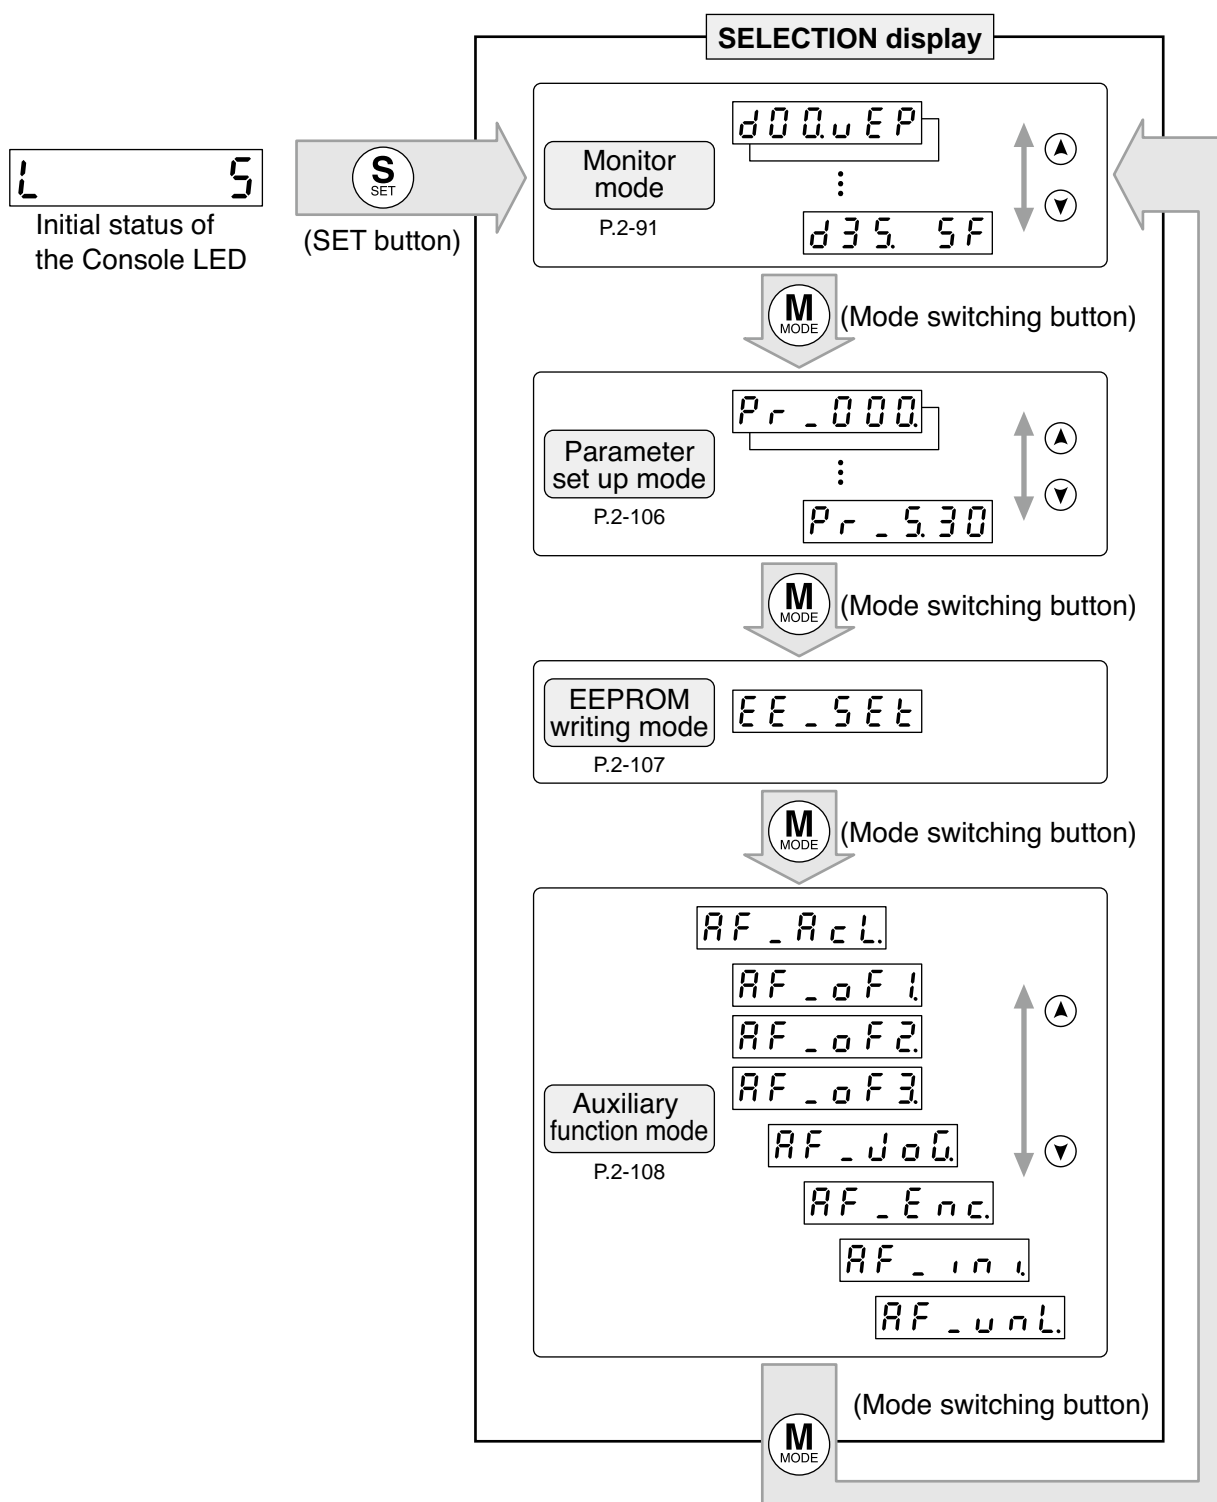 SELECTION display
d00.uEP
Monitor
mode
P.2-91
d35. SF
L 5
S
SET
Initial status of
the Console LED
(SET button)
M
MODE
(Mode switching button)
Pr_000.
Parameter
set up mode
P.2-106
Pr_5.30
M
MODE
(Mode switching button)
EEPROM
writing mode
EE_SEt
P.2-107
M
MODE
(Mode switching button)
AF_AcL.
AF_oF1.
AF_oF2.
AF_oF3.
Auxiliary
function mode
P.2-108
AF_JoG.
AF_Enc.
AF_ini.
AF_unL.
(Mode switching button)
M
MODE